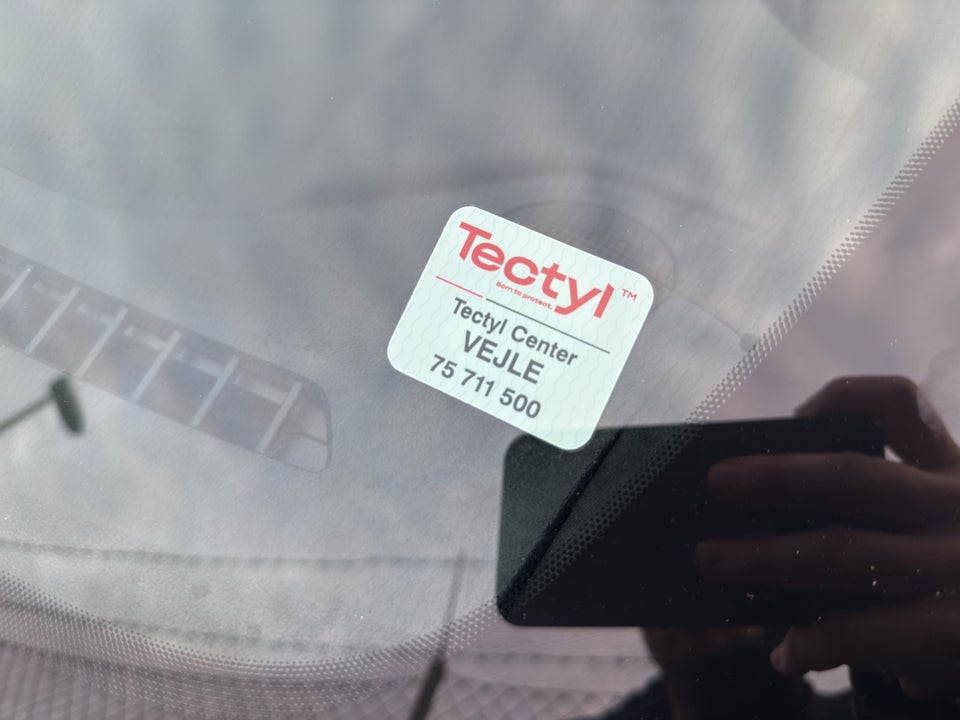 Tectyl™
Born to protect.
Tectyl Center
VEJLE
75 711 500